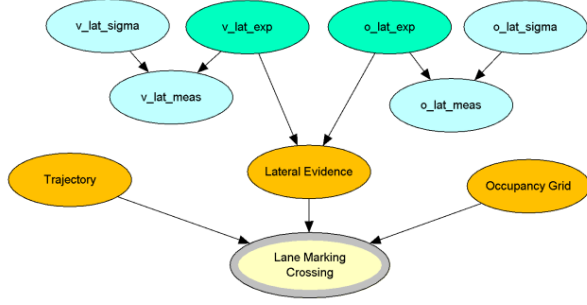 v_lat_sigma
v_lat_exp
o_lat_exp
o_lat_sigma
v_lat_meas
o_lat_meas
Lateral Evidence
Trajectory
Occupancy Grid
Lane Marking
Crossing